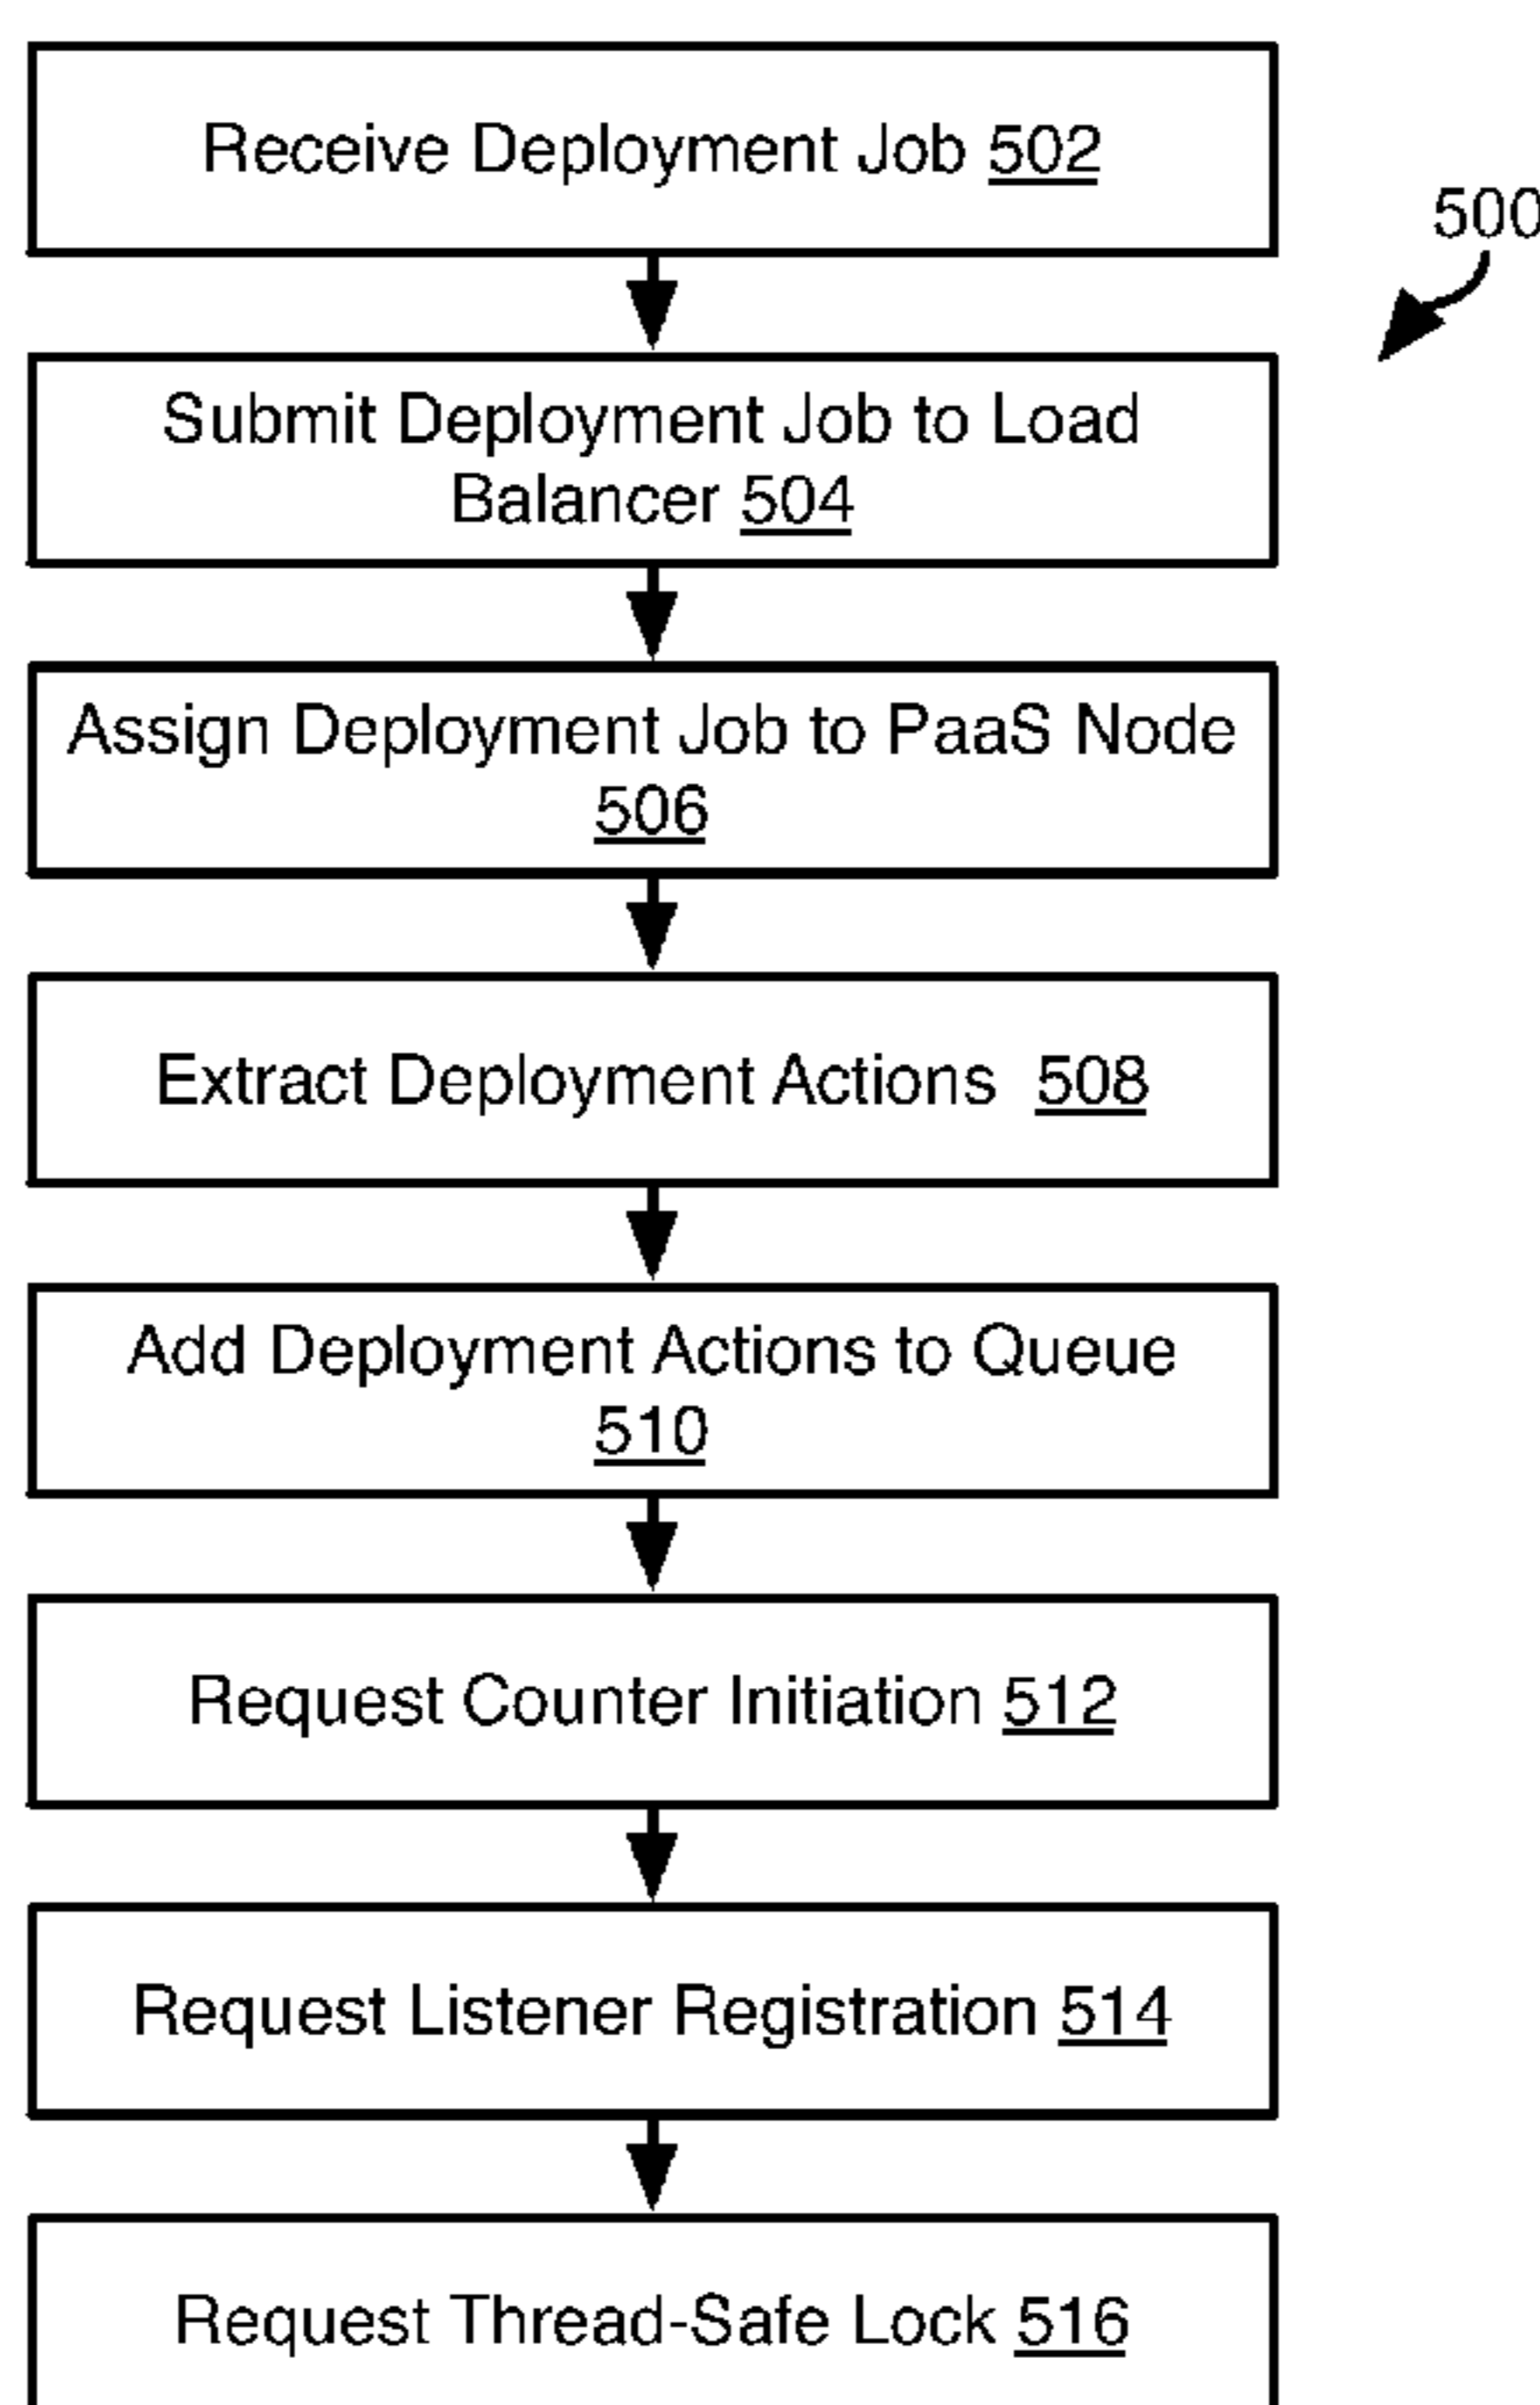 Receive Deployment Job 502
500
Submit Deployment Job to Load
Balancer 504
Assign Deployment Job to PaaS Node
506
Extract Deployment Actions 508
Add Deployment Actions to Queue
510
Request Counter Initiation 512
Request Listener Registration 514
Request Thread-Safe Lock 516